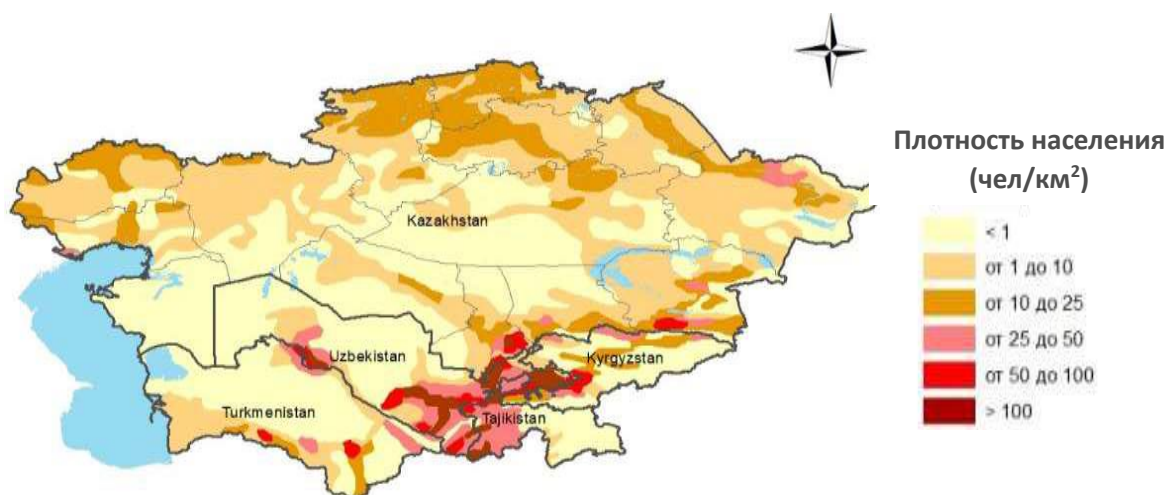 Плотность населения
(чел/км²)
< 1
от 1 до 10
от 10 до 25
от 25 до 50
от 50 до 100
> 100
Kazakhstan
Uzbekistan
Kyrgyzstan
Turkmenistan
Tajikistan